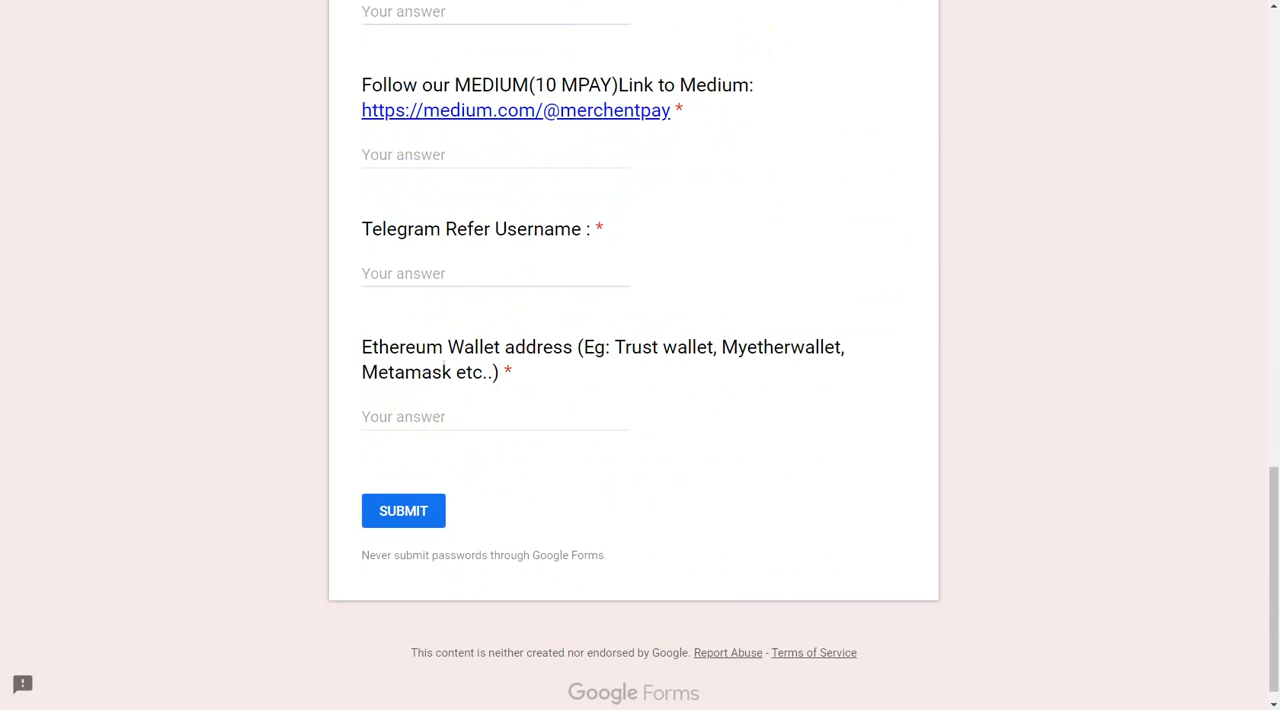 Your answer
Follow our MEDIUM(10 MPAY)Link to Medium:
https://medium.com/@merchentpay *
Your answer
Telegram Refer Username : *
Your answer
Ethereum Wallet address (Eg: Trust wallet, Myetherwallet,
Metamask etc..) *
Your answer
SUBMIT
Never submit passwords through Google Forms.
This content is neither created nor endorsed by Google. Report Abuse - Terms of Service
Google Forms